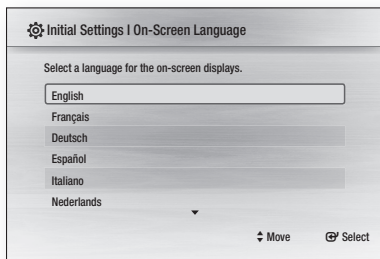 Initial Settings I On-Screen Language
Select a language for the on-screen displays.
English
Français
Deutsch
Español
Italiano
Nederlands
Move Select